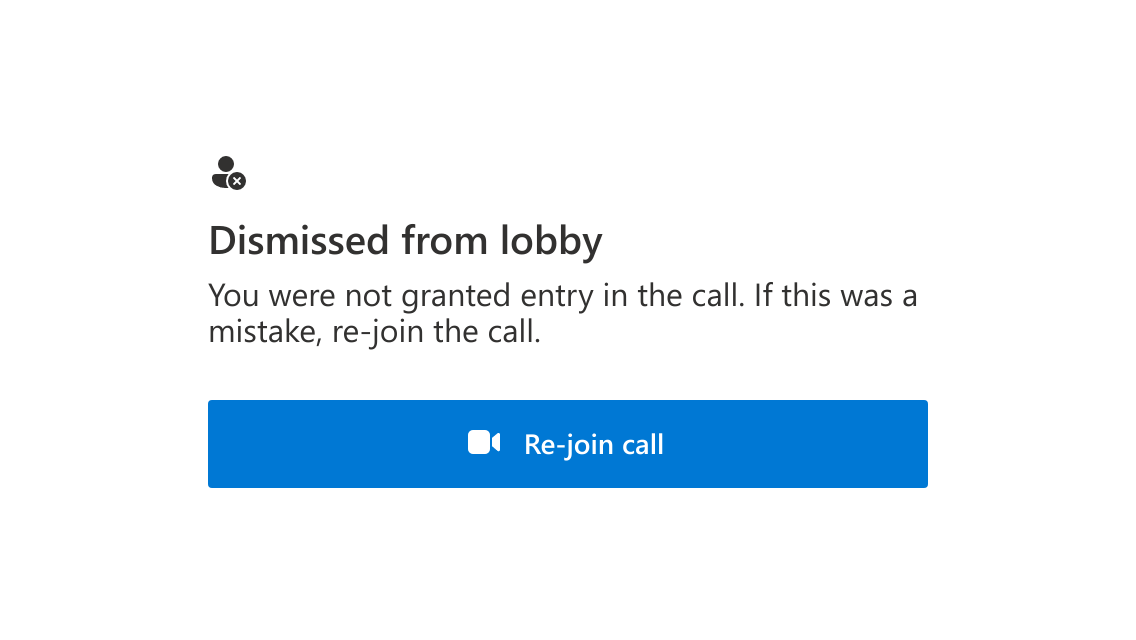 Dismissed from lobby
You were not granted entry in the call. If this was a
mistake, re-join the call.
Re-join call